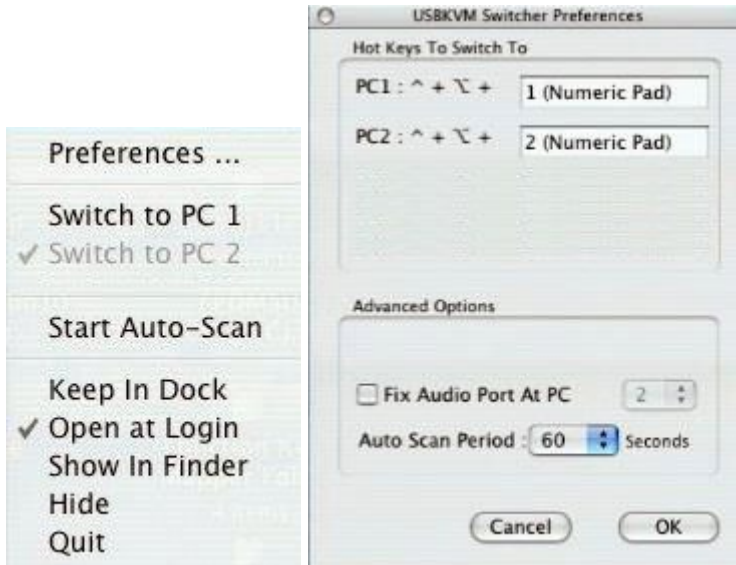 Preferences ...
Switch to PC 1
✓ Switch to PC 2
Start Auto-Scan
Keep In Dock
✓ Open at Login
Show In Finder
Hide
Quit
USBKVM Switcher Preferences
Hot Keys To Switch To
PC1 : ^ + ⌥ + 1 (Numeric Pad)
PC2 : ^ + ⌥ + 2 (Numeric Pad)
Advanced Options
Fix Audio Port At PC 2
Auto Scan Period : 60 Seconds
Cancel OK